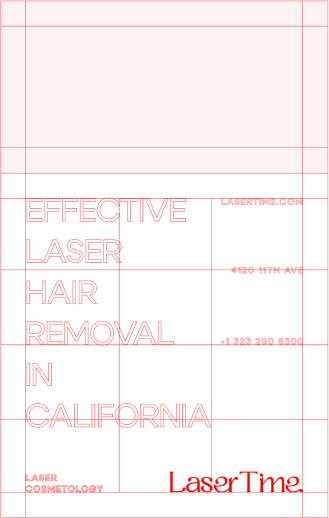 EFFECTIVE
LASER
HAIR
REMOVAL
IN
CALIFORNIA
LASERTIME.COM
4120 11TH AVE
+1 323 290 6300
LASER
COSMETOLOGY
LaserTime.